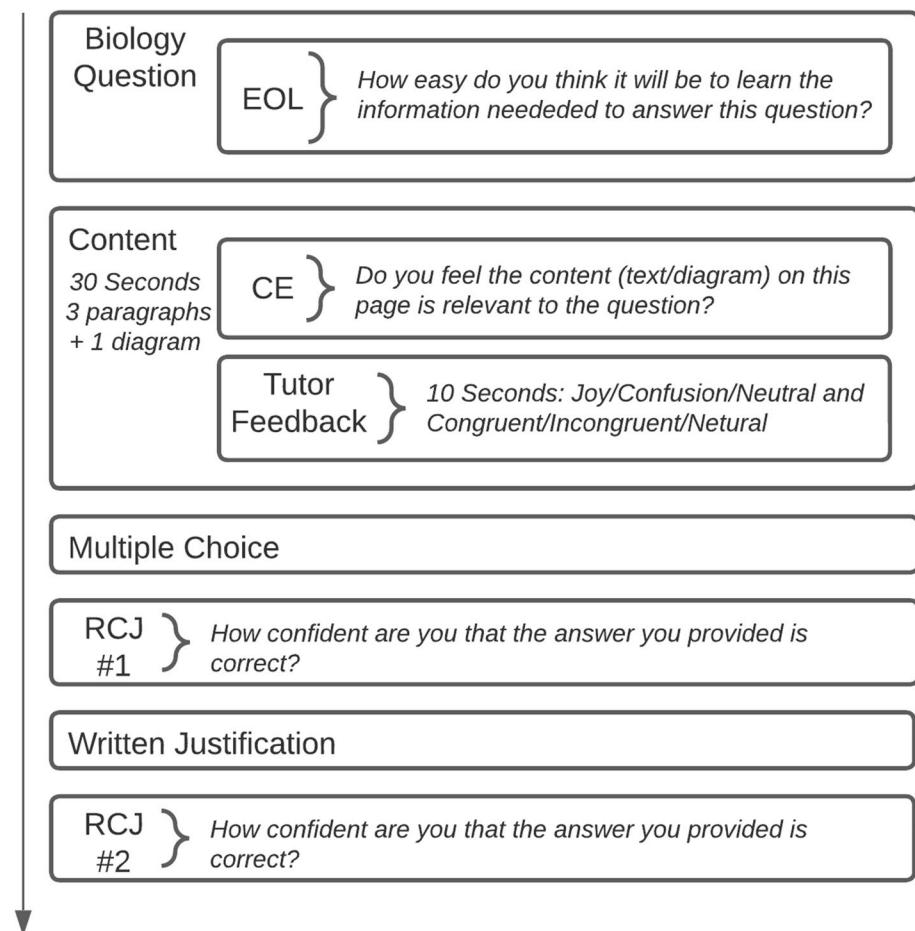 Biology
Question
EOL
How easy do you think it will be to learn the
information neededed to answer this question?
Content
30 Seconds
3 paragraphs
+ 1 diagram
CE
Do you feel the content (text/diagram) on this
page is relevant to the question?
Tutor
Feedback
10 Seconds: Joy/Confusion/Neutral and
Congruent/Incongruent/Netural
Multiple Choice
RCJ
#1
How confident are you that the answer you provided is
correct?
Written Justification
RCJ
#2
How confident are you that the answer you provided is
correct?